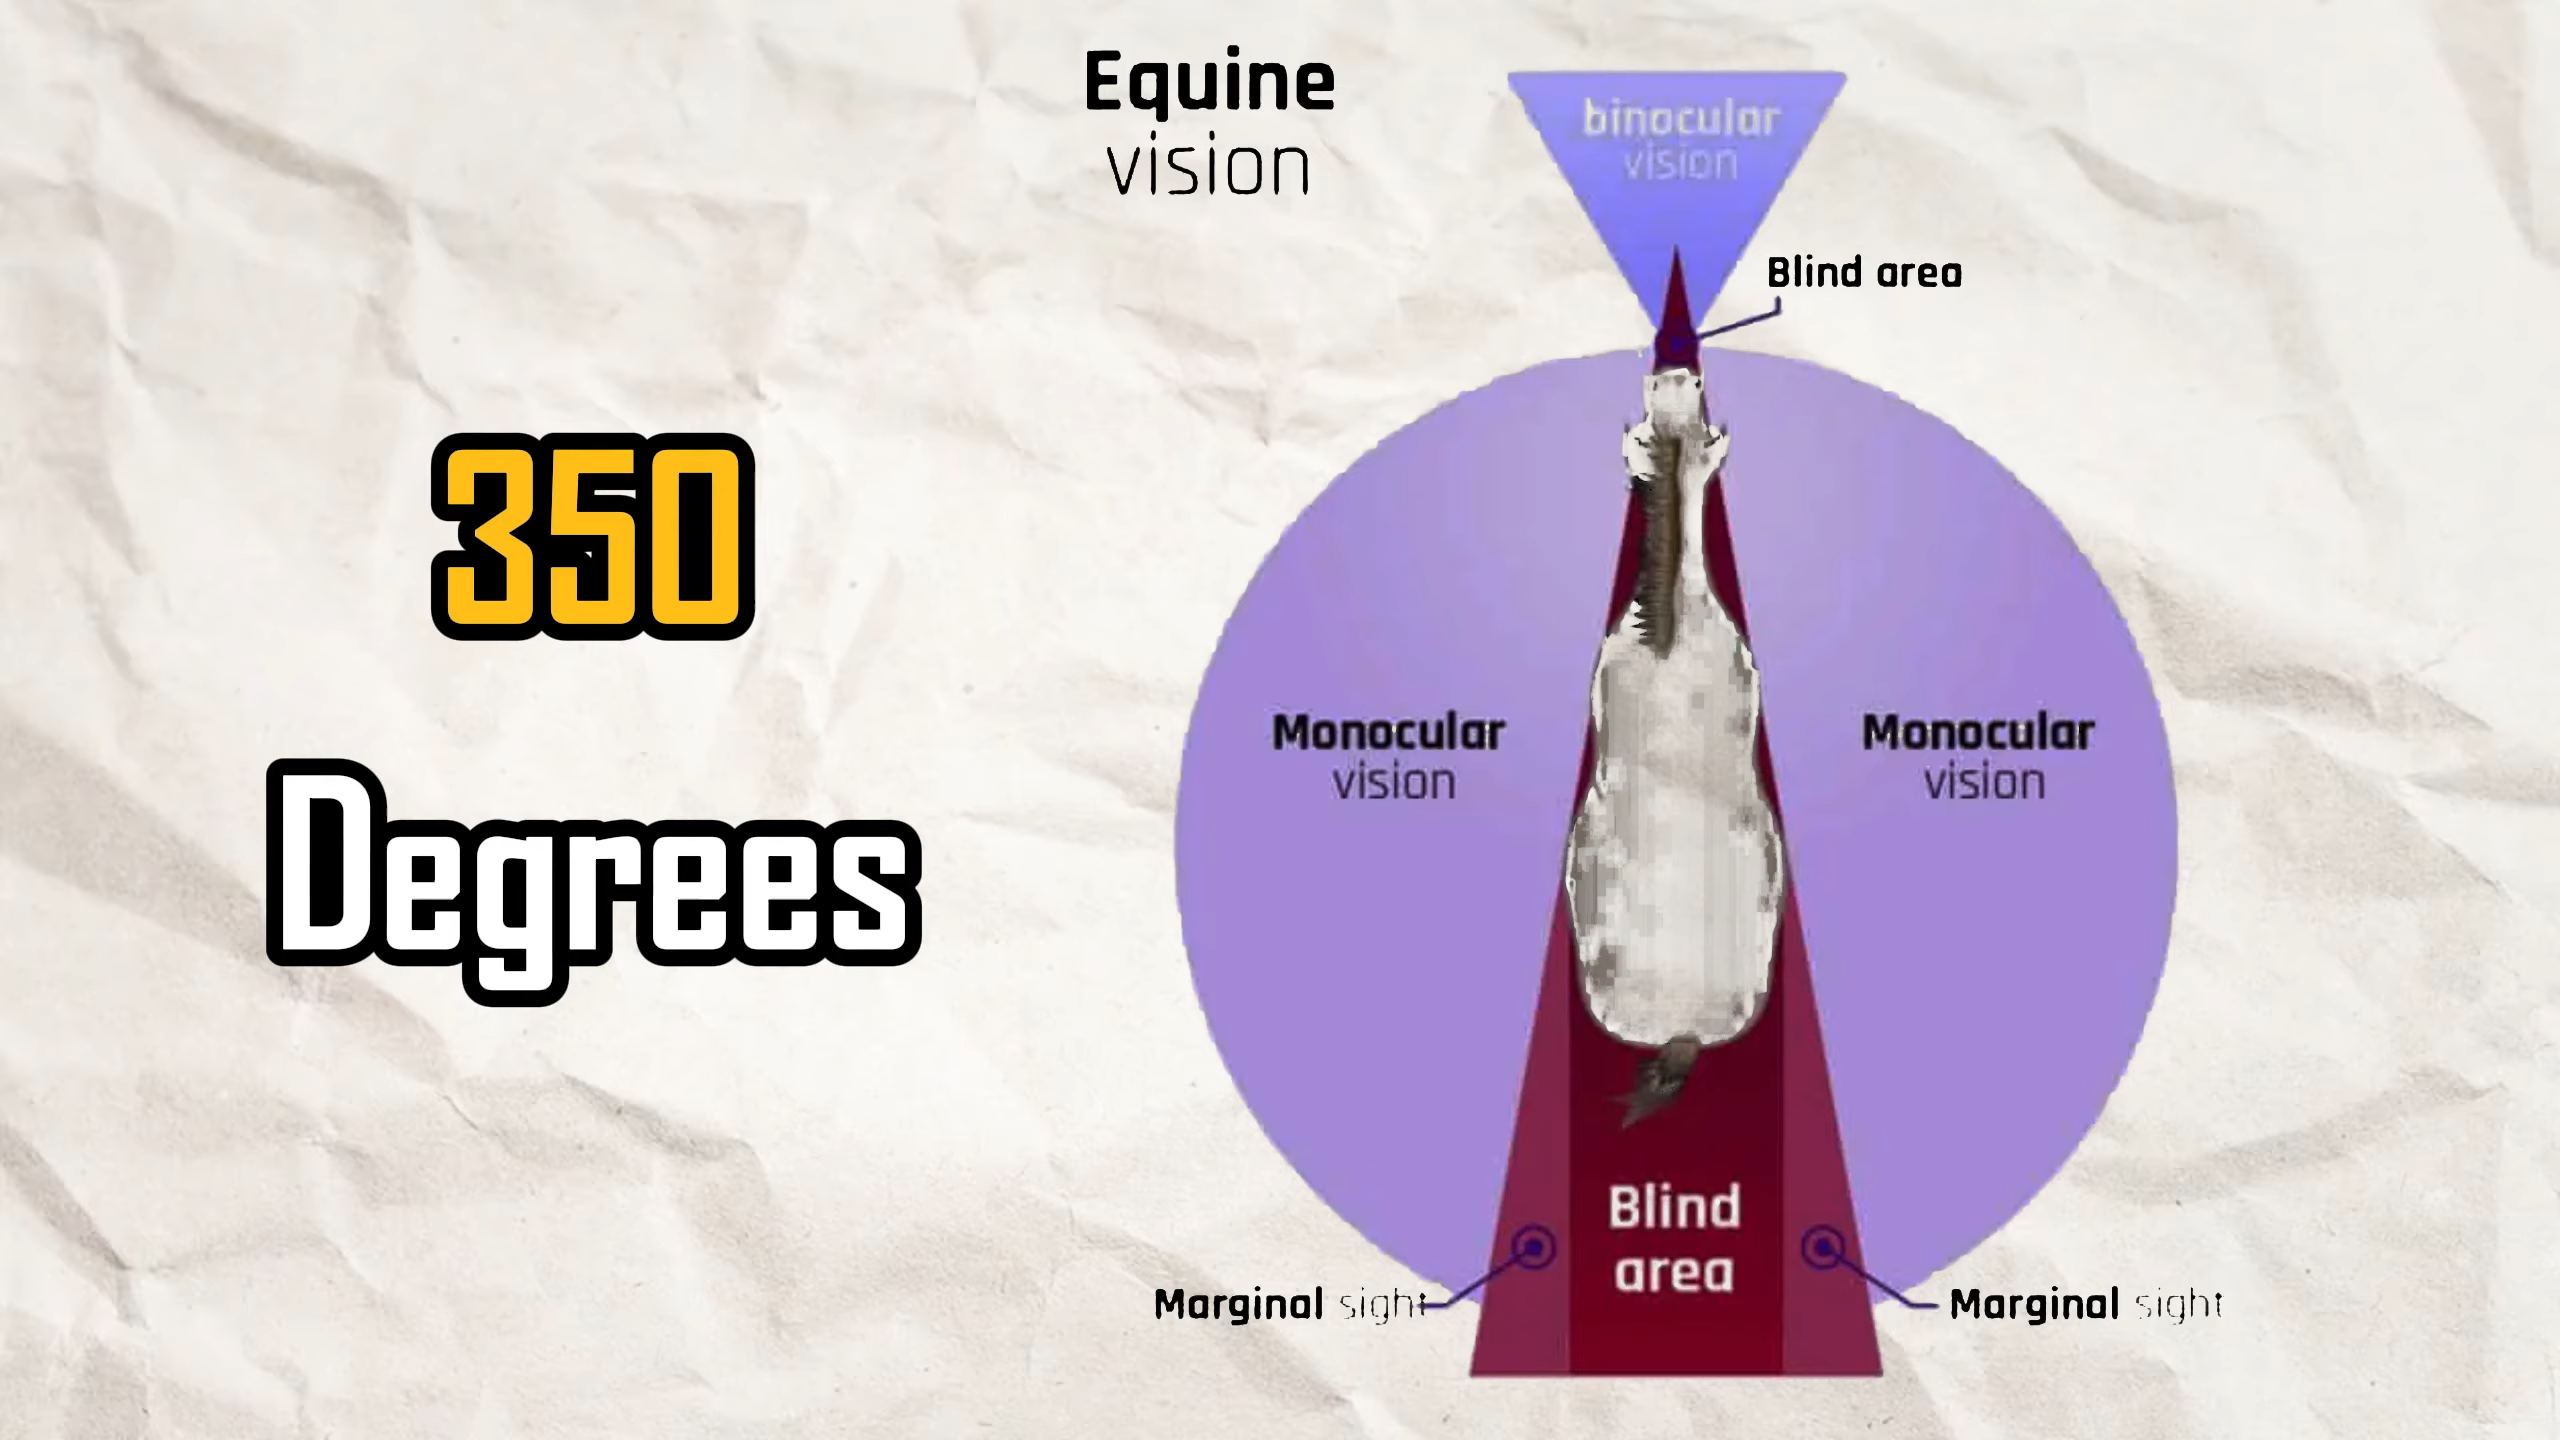 Equine
vision
binocular
vision
Blind area
350
Degrees
Monocular
vision
Monocular
vision
Blind
area
Marginal sight
Marginal sight